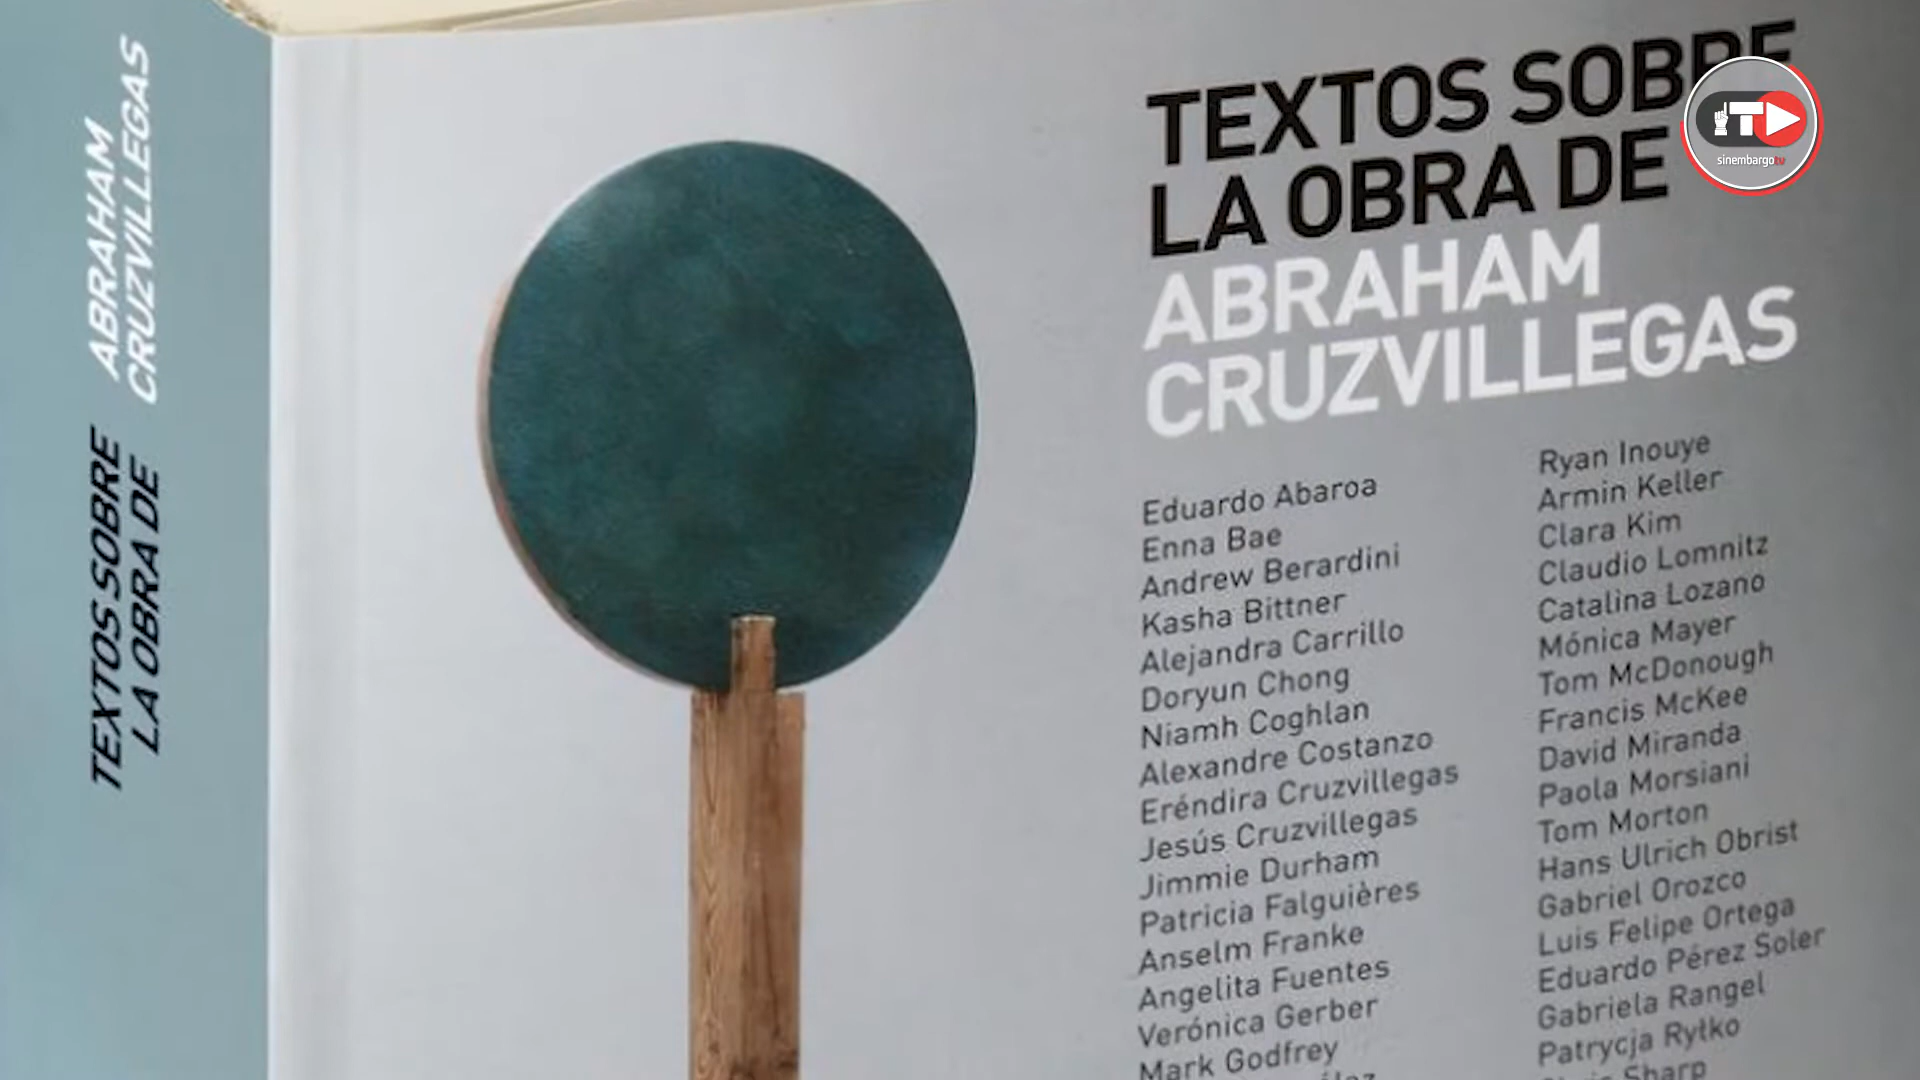 TEXTOS SOBRE
LA OBRA DE
ABRAHAM
CRUZVILLEGAS
TEXTOS SOBRE
LA OBRA DE
ABRAHAM
CRUZVILLEGAS
Eduardo Abaroa
Enna Bae
Andrew Berardini
Kasha Bittner
Alejandra Carrillo
Doryun Chong
Niamh Coghlan
Alexandre Costanzo
Eréndira Cruzvillegas
Jesús Cruzvillegas
Jimmie Durham
Patricia Falguières
Anselm Franke
Angelita Fuentes
Verónica Gerber
Mark Godfrey
Ryan Inouye
Armin Keller
Clara Kim
Claudio Lomnitz
Catalina Lozano
Mónica Mayer
Tom McDonough
Francis McKee
David Miranda
Paola Morsiani
Tom Morton
Hans Ulrich Obrist
Gabriel Orozco
Luis Felipe Ortega
Eduardo Pérez Soler
Gabriela Rangel
Patrycja Ryłko
Sharp
sinembargotv